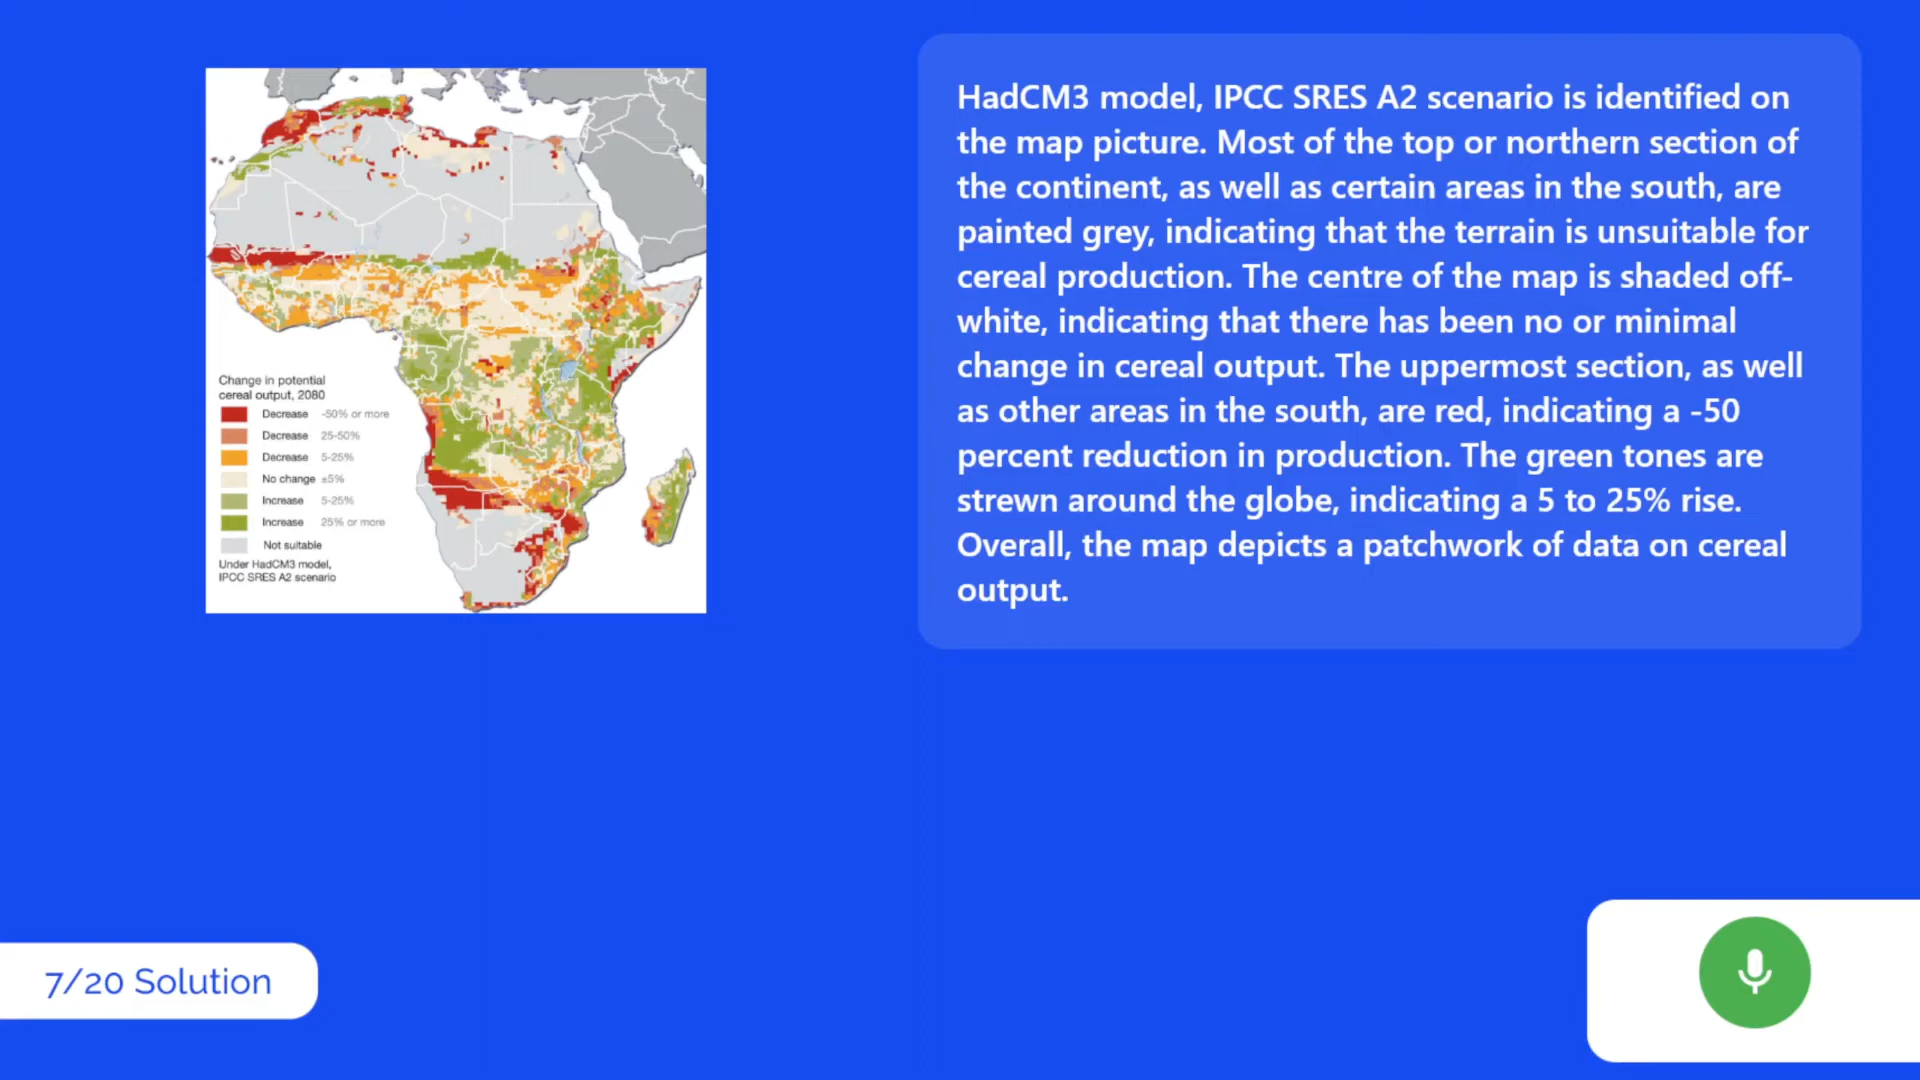 Change in potential
cereal output, 2080
Decrease -50% or more
Decrease 25-50%
Decrease 5-25%
No change ±5%
Increase 5-25%
Increase 25% or more
Not suitable
Under HadCM3 model,
IPCC SRES A2 scenario
HadCM3 model, IPCC SRES A2 scenario is identified on
the map picture. Most of the top or northern section of
the continent, as well as certain areas in the south, are
painted grey, indicating that the terrain is unsuitable for
cereal production. The centre of the map is shaded off-
white, indicating that there has been no or minimal
change in cereal output. The uppermost section, as well
as other areas in the south, are red, indicating a -50
percent reduction in production. The green tones are
strewn around the globe, indicating a 5 to 25% rise.
Overall, the map depicts a patchwork of data on cereal
output.
7/20 Solution